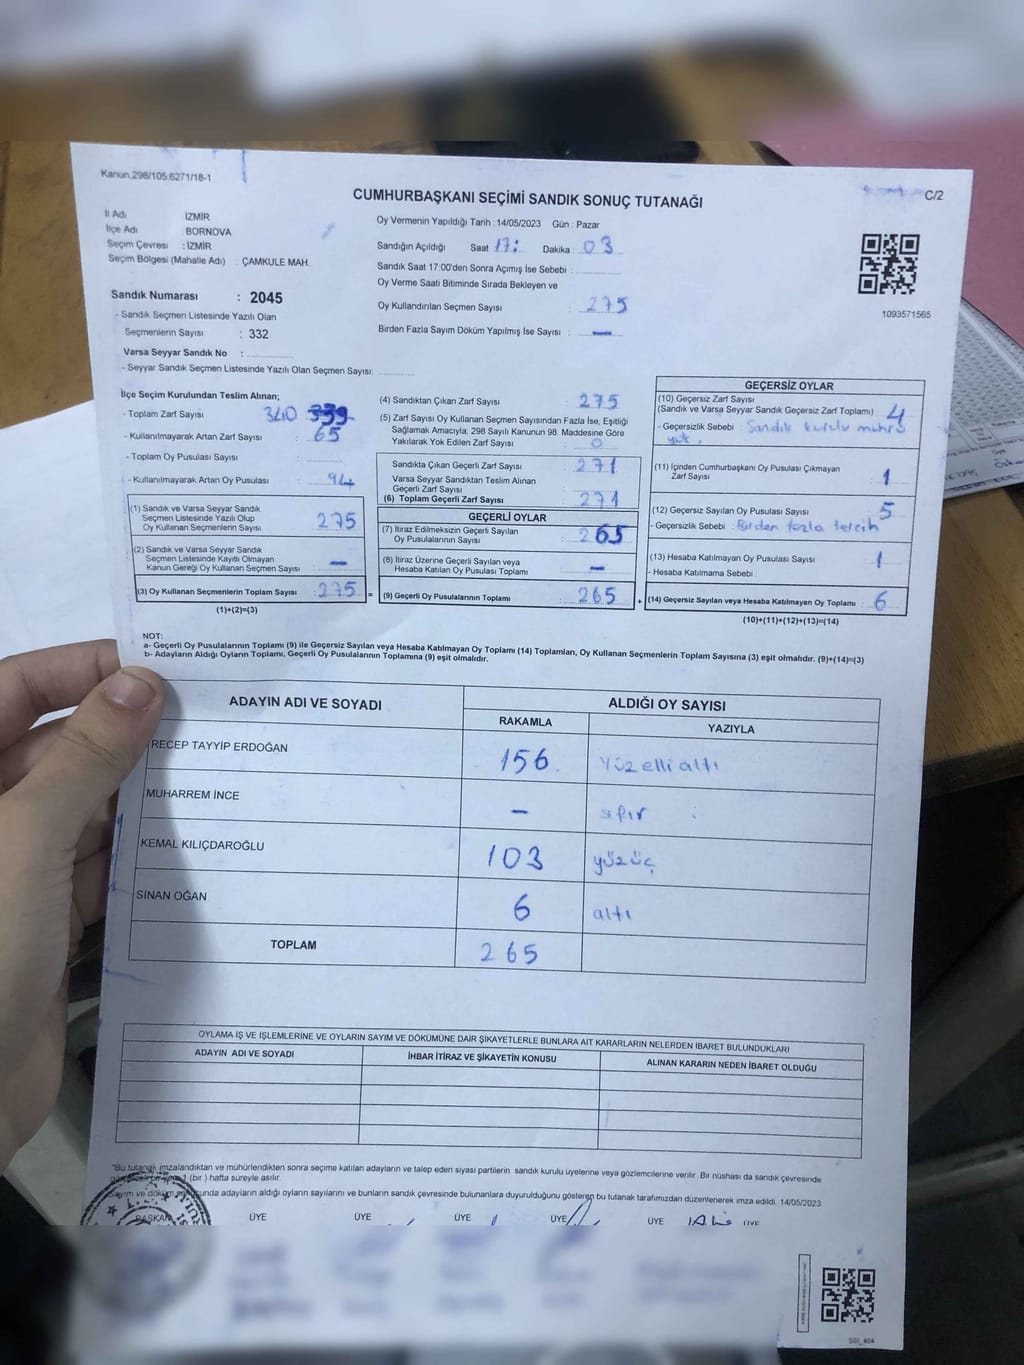 Kanun.298/105,6271/18-1
C/2
CUMHURBAŞKANI SEÇİMİ SANDIK SONUÇ TUTANAĞI
İl Adı İZMİR
İlçe Adı BORNOVA
Seçim Çevresi : İZMİR
Seçim Bölgesi (Mahalle Adı) : ÇAMKULE MAH.
Sandık Numarası : 2045
- Sandık Seçmen Listesinde Yazılı Olan
Seçmenlerin Sayısı : 332
Varsa Seyyar Sandık No : ..............
- Seyyar Sandık Seçmen Listesinde Yazılı Olan Seçmen Sayısı: ............
Oy Vermenin Yapıldığı Tarih : 14/05/2023 Gün : Pazar
Sandığın Açıldığı Saat 17: Dakika : 03
Sandık Saat 17:00'den Sonra Açımış İse Sebebi : ..............
Oy Verme Saati Bitiminde Sırada Bekleyen ve
Oy Kullandırılan Seçmen Sayısı : 275
Birden Fazla Sayım Döküm Yapılmış İse Sayısı : —
1093571565
İlçe Seçim Kurulundan Teslim Alınan;
- Toplam Zarf Sayısı 340 339
- Kullanılmayarak Artan Zarf Sayısı : 65
- Toplam Oy Pusulası Sayısı : ............
- Kullanılmayarak Artan Oy Pusulası : 94
(1) Sandık ve Varsa Seyyar Sandık
Seçmen Listesinde Yazılı Olup
Oy Kullanan Seçmenlerin Sayısı : 275
(2) Sandık ve Varsa Seyyar Sandık
Seçmen Listesinde Kayıtlı Olmayan
Kanun Gereği Oy Kullanan Seçmen Sayısı : —
(3) Oy Kullanan Seçmenlerin Toplam Sayısı : 275
(1)+(2)=(3)
(4) Sandıktan Çıkan Zarf Sayısı : 275
(5) Zarf Sayısı Oy Kullanan Seçmen Sayısından Fazla İse, Eşitliği
Sağlamak Amacıyla; 298 Sayılı Kanunun 98. Maddesine Göre
Yakılarak Yok Edilen Zarf Sayısı : 0
Sandıkta Çıkan Geçerli Zarf Sayısı : 271
Varsa Seyyar Sandıktan Teslim Alınan
Geçerli Zarf Sayısı
(6) Toplam Geçerli Zarf Sayısı : 271
GEÇERLİ OYLAR
(7) İtiraz Edilmeksizin Geçerli Sayılan
Oy Pusulalarının Sayısı : 265
(8) İtiraz Üzerine Geçerli Sayılan veya
Hesaba Katılan Oy Pusulası Toplamı : —
= (9) Geçerli Oy Pusulalarının Toplamı : 265 +
GEÇERSİZ OYLAR
(10) Geçersiz Zarf Sayısı
(Sandık ve Varsa Seyyar Sandık Geçersiz Zarf Toplamı) : 4
- Geçersizlik Sebebi : Sandık kurulu mührü
yok.
(11) İçinden Cumhurbaşkanı Oy Pusulası Çıkmayan
Zarf Sayısı : 1
(12) Geçersiz Sayılan Oy Pusulası Sayısı : 5
- Geçersizlik Sebebi : Birden fazla tercih
(13) Hesaba Katılmayan Oy Pusulası Sayısı : 1
- Hesaba Katılmama Sebebi :
(14) Geçersiz Sayılan veya Hesaba Katılmayan Oy Toplamı : 6
(10)+(11)+(12)+(13)=(14)
NOT:
a- Geçerli Oy Pusulalarının Toplamı (9) ile Geçersiz Sayılan veya Hesaba Katılmayan Oy Toplamı (14) Toplamları, Oy Kullanan Seçmenlerin Toplam Sayısına (3) eşit olmalıdır. (9)+(14)=(3)
b- Adayların Aldığı Oyların Toplamı, Geçerli Oy Pusulalarının Toplamına (9) eşit olmalıdır.
ADAYIN ADI VE SOYADI ALDIĞI OY SAYISI
RAKAMLA YAZIYLA
RECEP TAYYİP ERDOĞAN 156 Yüz elli altı
MUHARREM İNCE — sıfır
KEMAL KILIÇDAROĞLU 103 yüzüç
SİNAN OĞAN 6 altı
TOPLAM 265
OYLAMA İŞ VE İŞLEMLERİNE VE OYLARIN SAYIM VE DÖKÜMÜNE DAİR ŞİKAYETLERLE BUNLARA AİT KARARLARIN NELERDEN İBARET BULUNDUKLARI
ADAYIN ADI VE SOYADI İHBAR İTİRAZ VE ŞİKAYETİN KONUSU ALINAN KARARIN NEDEN İBARET OLDUĞU
*Bu tutanak imzalandıktan ve mühürlendikten sonra seçime katılan adayların ve talep eden siyasi partilerin sandık kurulu üyelerine veya gözlemcilerine verilir. Bir nüshası da sandık çevresinde
1 (bir ) hafta süreyle asılır.
Sayım ve döküm adayların aldığı oyların sayılarını ve bunların sandık çevresinde bulunanlara duyurulduğunu gösteren bu tutanak tarafımızdan düzenlenerek imza edildi. 14/05/2023
BAŞKAN ÜYE ÜYE ÜYE ÜYE ÜYE ÜYE
SSI_404